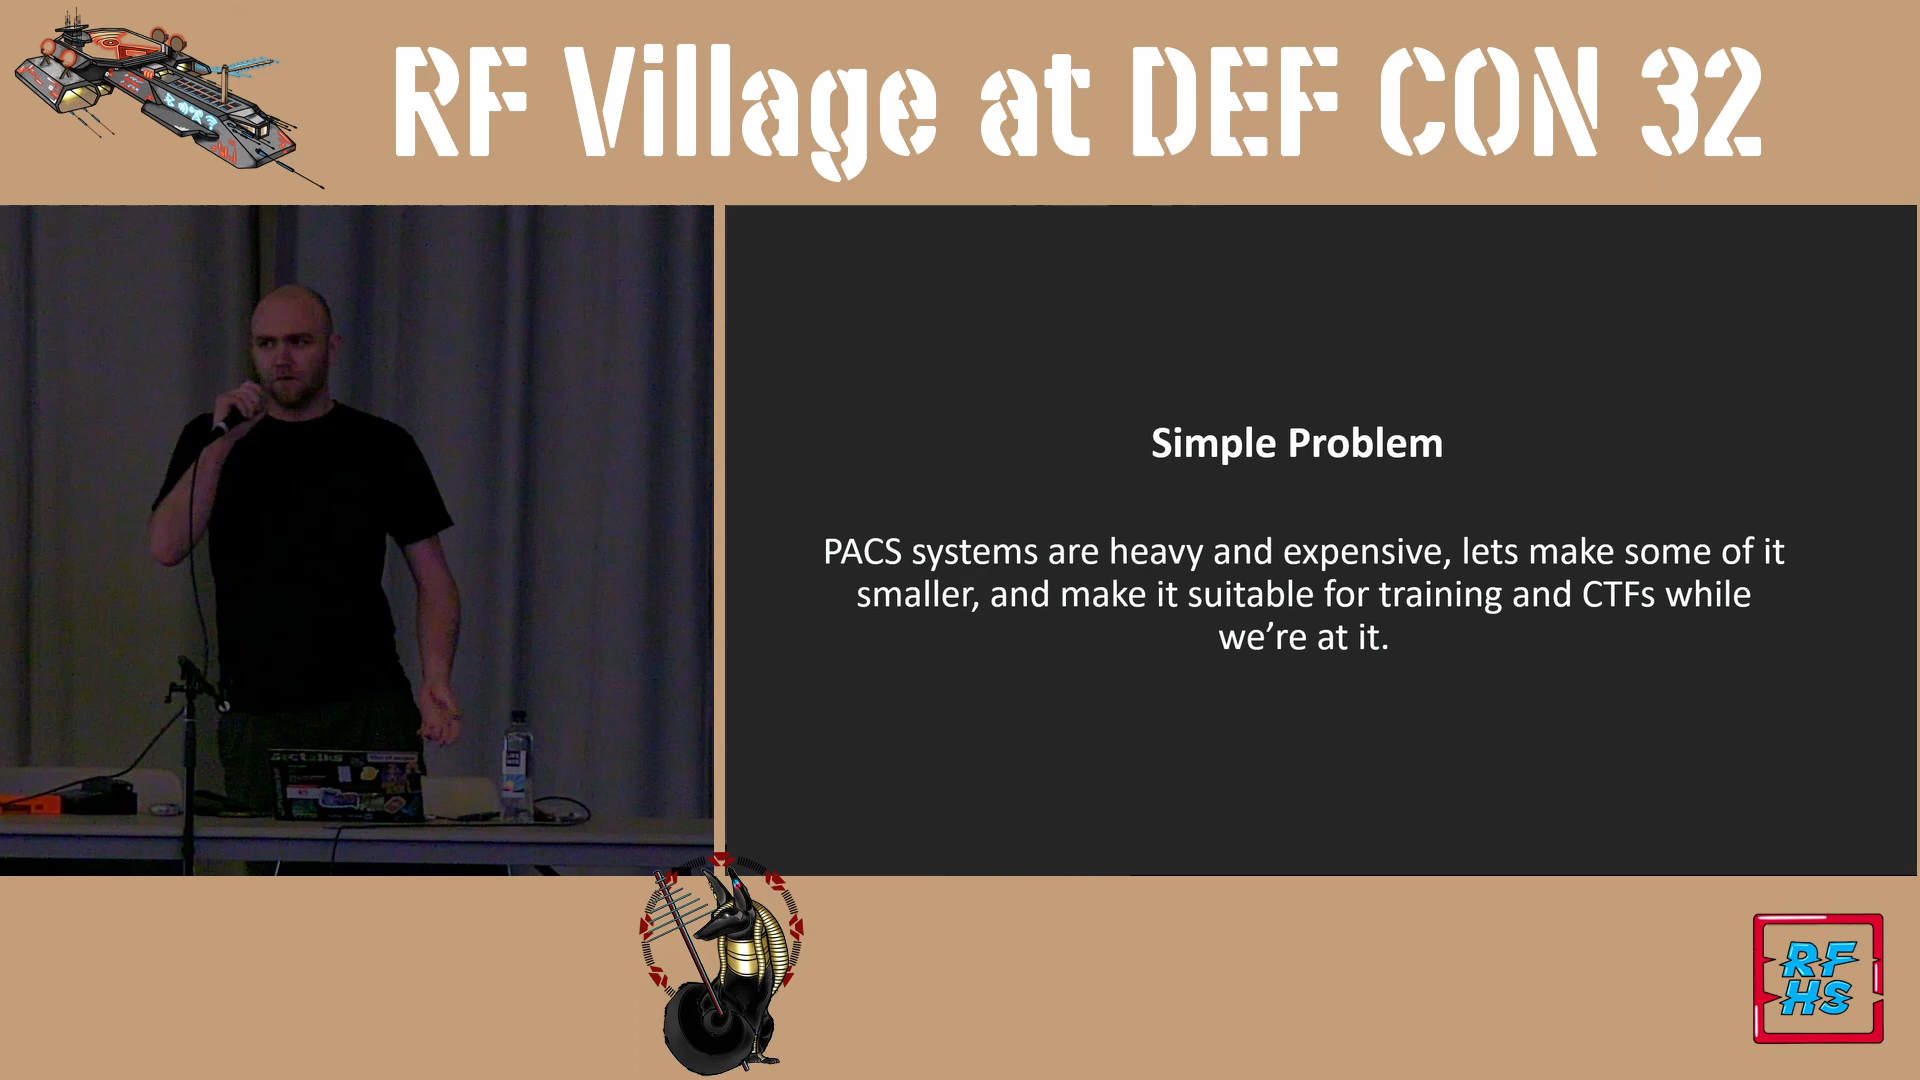 RF Village at DEF CON 32
Simple Problem
PACS systems are heavy and expensive, lets make some of it
smaller, and make it suitable for training and CTFs while
we’re at it.
sectalks
RF
HS